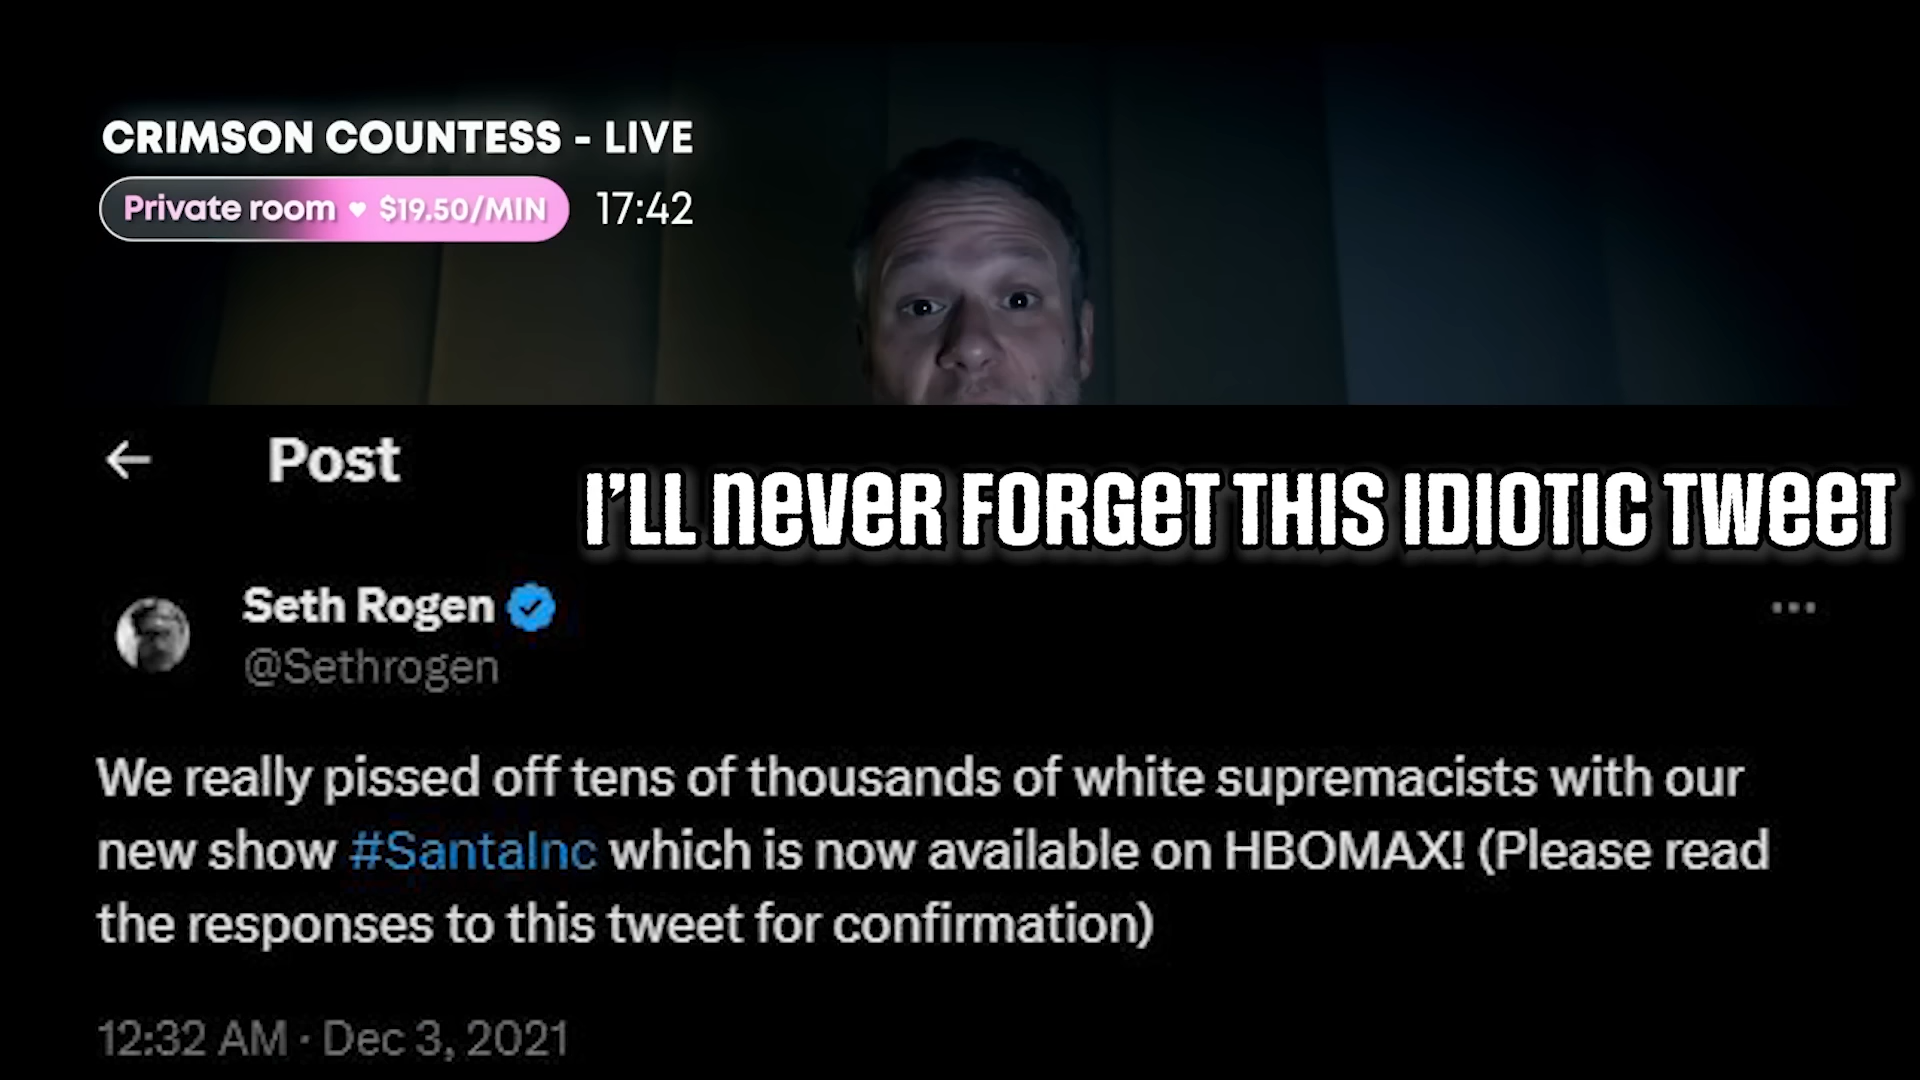 CRIMSON COUNTESS - LIVE
Private room ♥ $19.50/MIN 17:42
Post
I'LL never FORGeT THIS IDIOTIC TWeeT
Seth Rogen
@Sethrogen
We really pissed off tens of thousands of white supremacists with our
new show #SantaInc which is now available on HBOMAX! (Please read
the responses to this tweet for confirmation)
12:32 AM · Dec 3, 2021